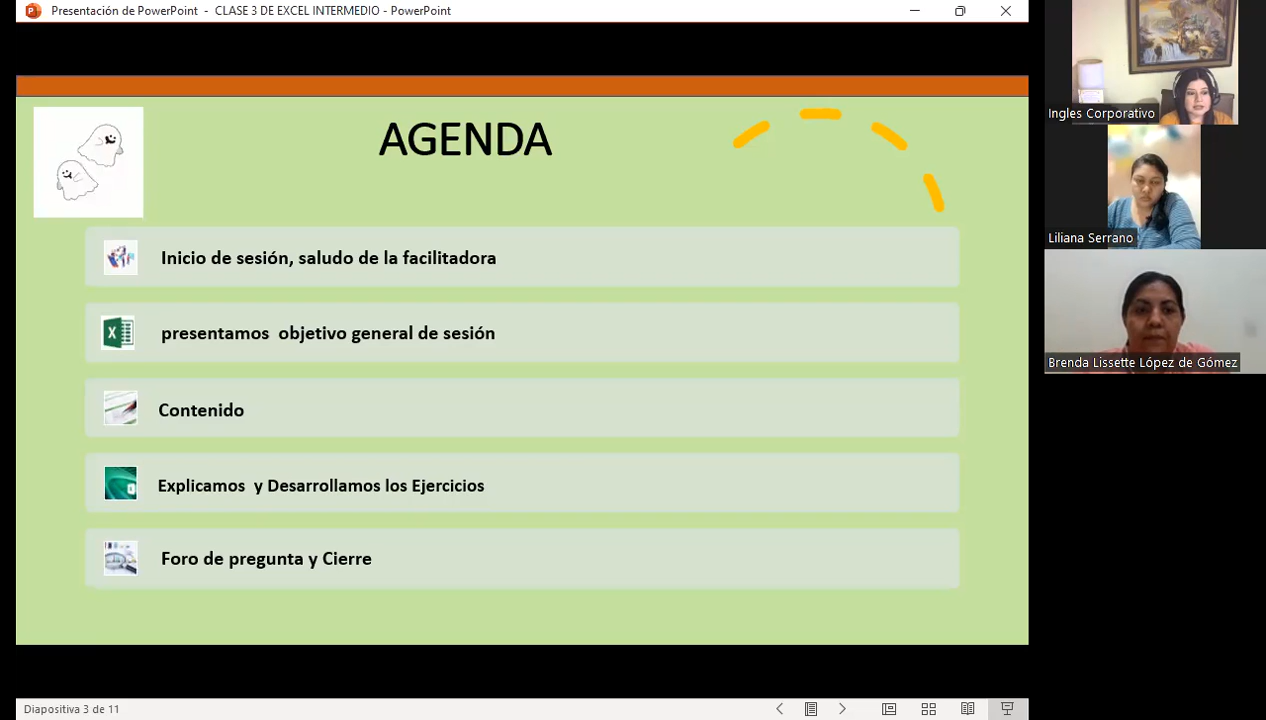 Presentación de PowerPoint - CLASE 3 DE EXCEL INTERMEDIO - PowerPoint
AGENDA
Inicio de sesión, saludo de la facilitadora
presentamos objetivo general de sesión
Contenido
Explicamos y Desarrollamos los Ejercicios
Foro de pregunta y Cierre
Diapositiva 3 de 11
Ingles Corporativo
Liliana Serrano
Brenda Lissette López de Gómez